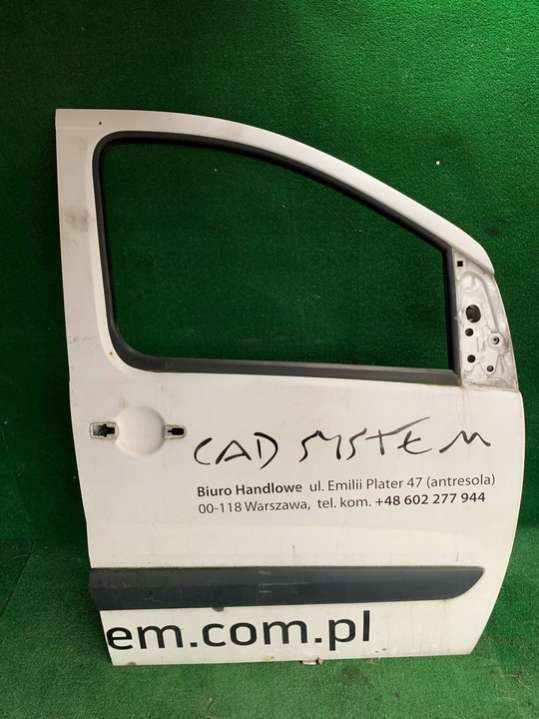 CAD SYSTEM
Biuro Handlowe ul. Emilii Plater 47 (antresola)
00-118 Warszawa, tel. kom. +48 602 277 944
em.com.pl